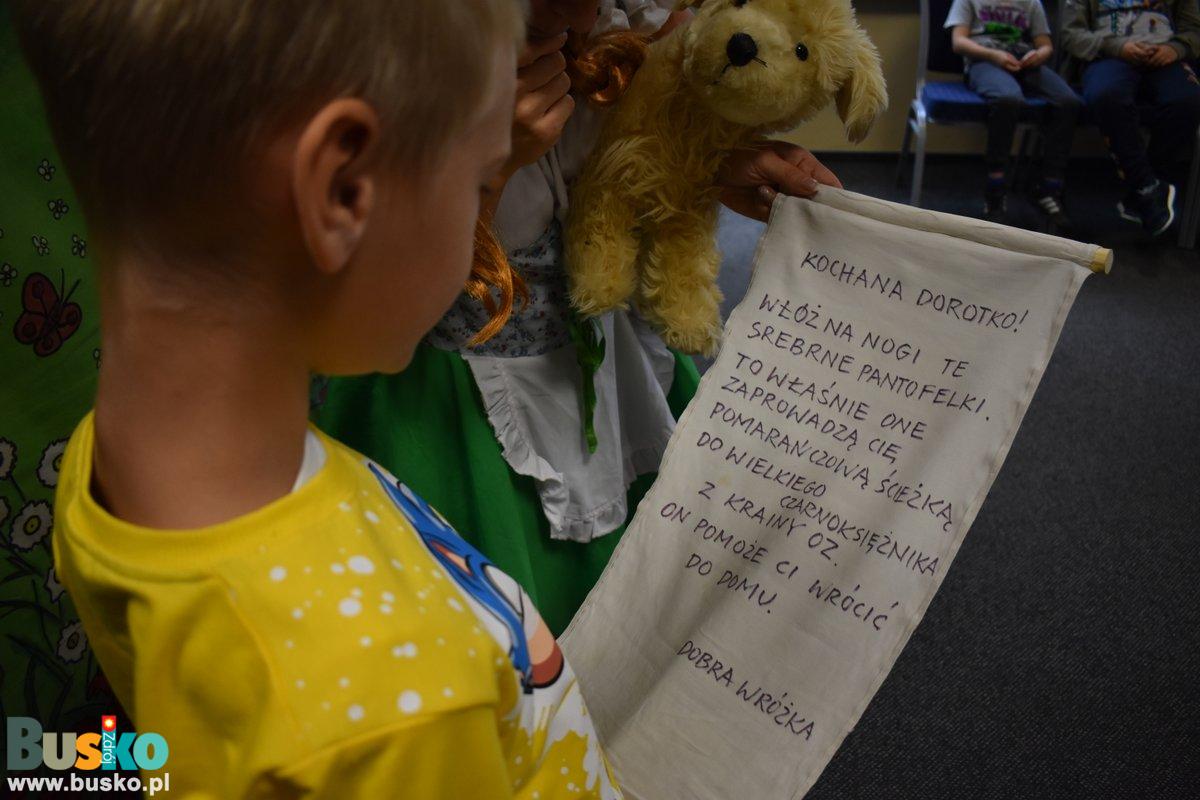 KOCHANA DOROTKO!
WŁÓŻ NA NOGI TE
SREBRNE PANTOFELKI.
TO WŁAŚNIE ONE
ZAPROWADZĄ CIĘ
POMARAŃCZOWĄ ŚCIEŻKĄ
DO WIELKIEGO CZARNOKSIĘŻNIKA
Z KRAINY OZ.
ON POMOŻE CI WRÓCIĆ
DO DOMU.
DOBRA WRÓŻKA
Busko
Zdrój
www.busko.pl